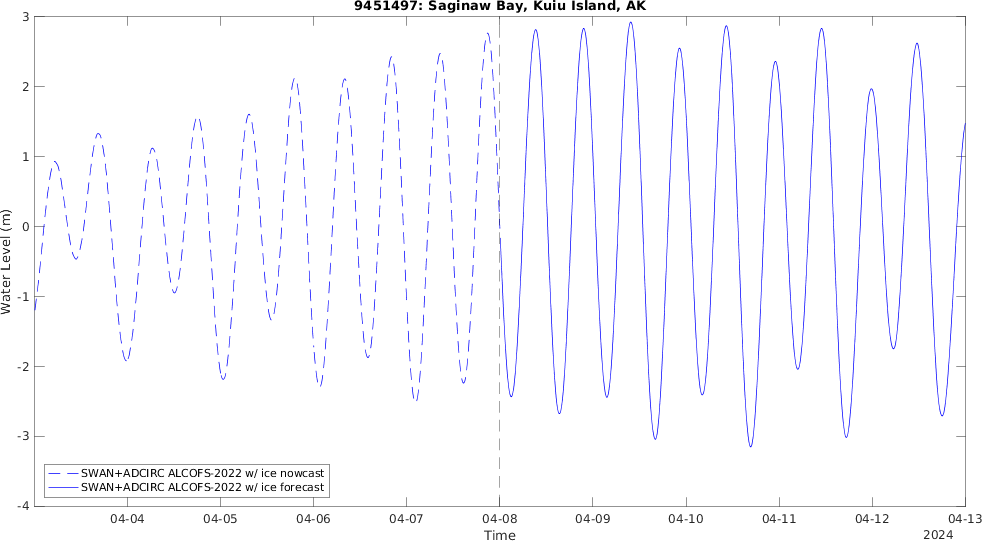 9451497: Saginaw Bay, Kuiu Island, AK
3
2
1
0
-1
-2
-3
-4
Water Level (m)
SWAN+ADCIRC ALCOFS-2022 w/ ice nowcast
SWAN+ADCIRC ALCOFS-2022 w/ ice forecast
04-04 04-05 04-06 04-07 04-08 04-09 04-10 04-11 04-12 04-13
Time
2024